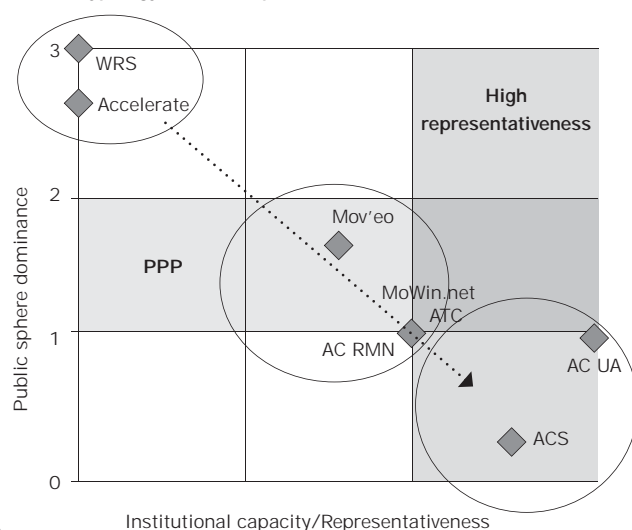 3
WRS
Accelerate
High
representativeness
2
Mov'eo
PPP
MoWin.net
ATC
1
AC RMN
AC UA
ACS
0
Public sphere dominance
Institutional capacity/Representativeness